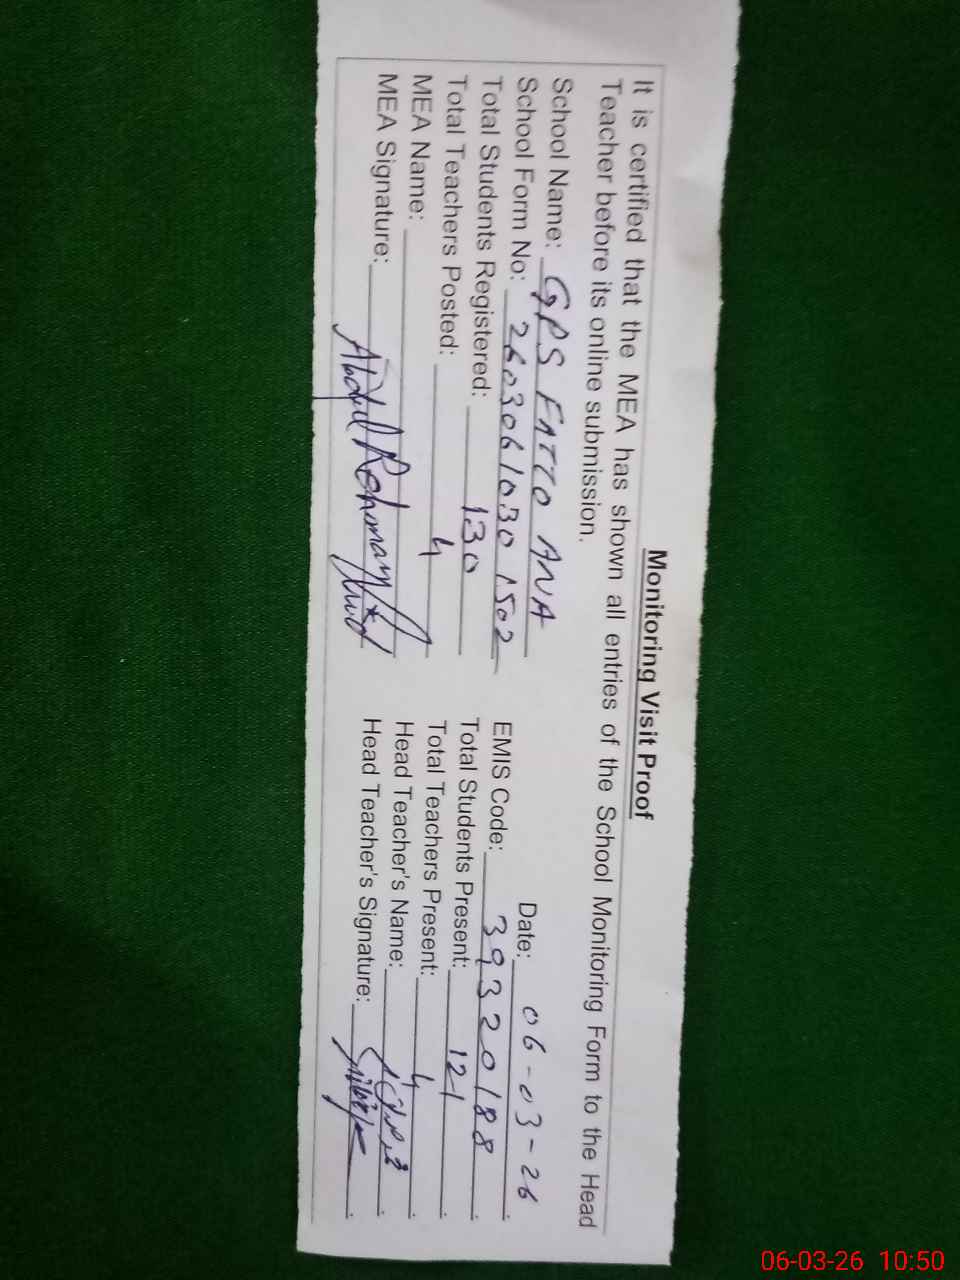 Monitoring Visit Proof
It is certified that the MEA has shown all entries of the School Monitoring Form to the Head
Teacher before its online submission.
School Name: GPS FATTO ANA Date: 06-03-26
School Form No: 2603061030 1502 EMIS Code: 39320188
Total Students Registered: 130 Total Students Present: 121
Total Teachers Posted: 4 Total Teachers Present: 4
MEA Name: Abdul Rehman Head Teacher's Name:
MEA Signature: Head Teacher's Signature:
06-03-26 10:50